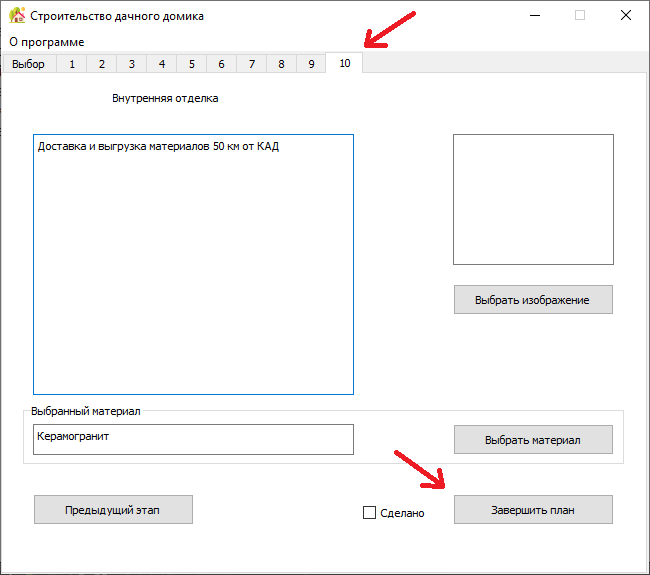 Строительство дачного домика
О программе
Выбор 1 2 3 4 5 6 7 8 9 10
Внутренняя отделка
Доставка и выгрузка материалов 50 км от КАД
Выбрать изображение
Выбранный материал
Керамогранит
Выбрать материал
Предыдущий этап
Сделано
Завершить план